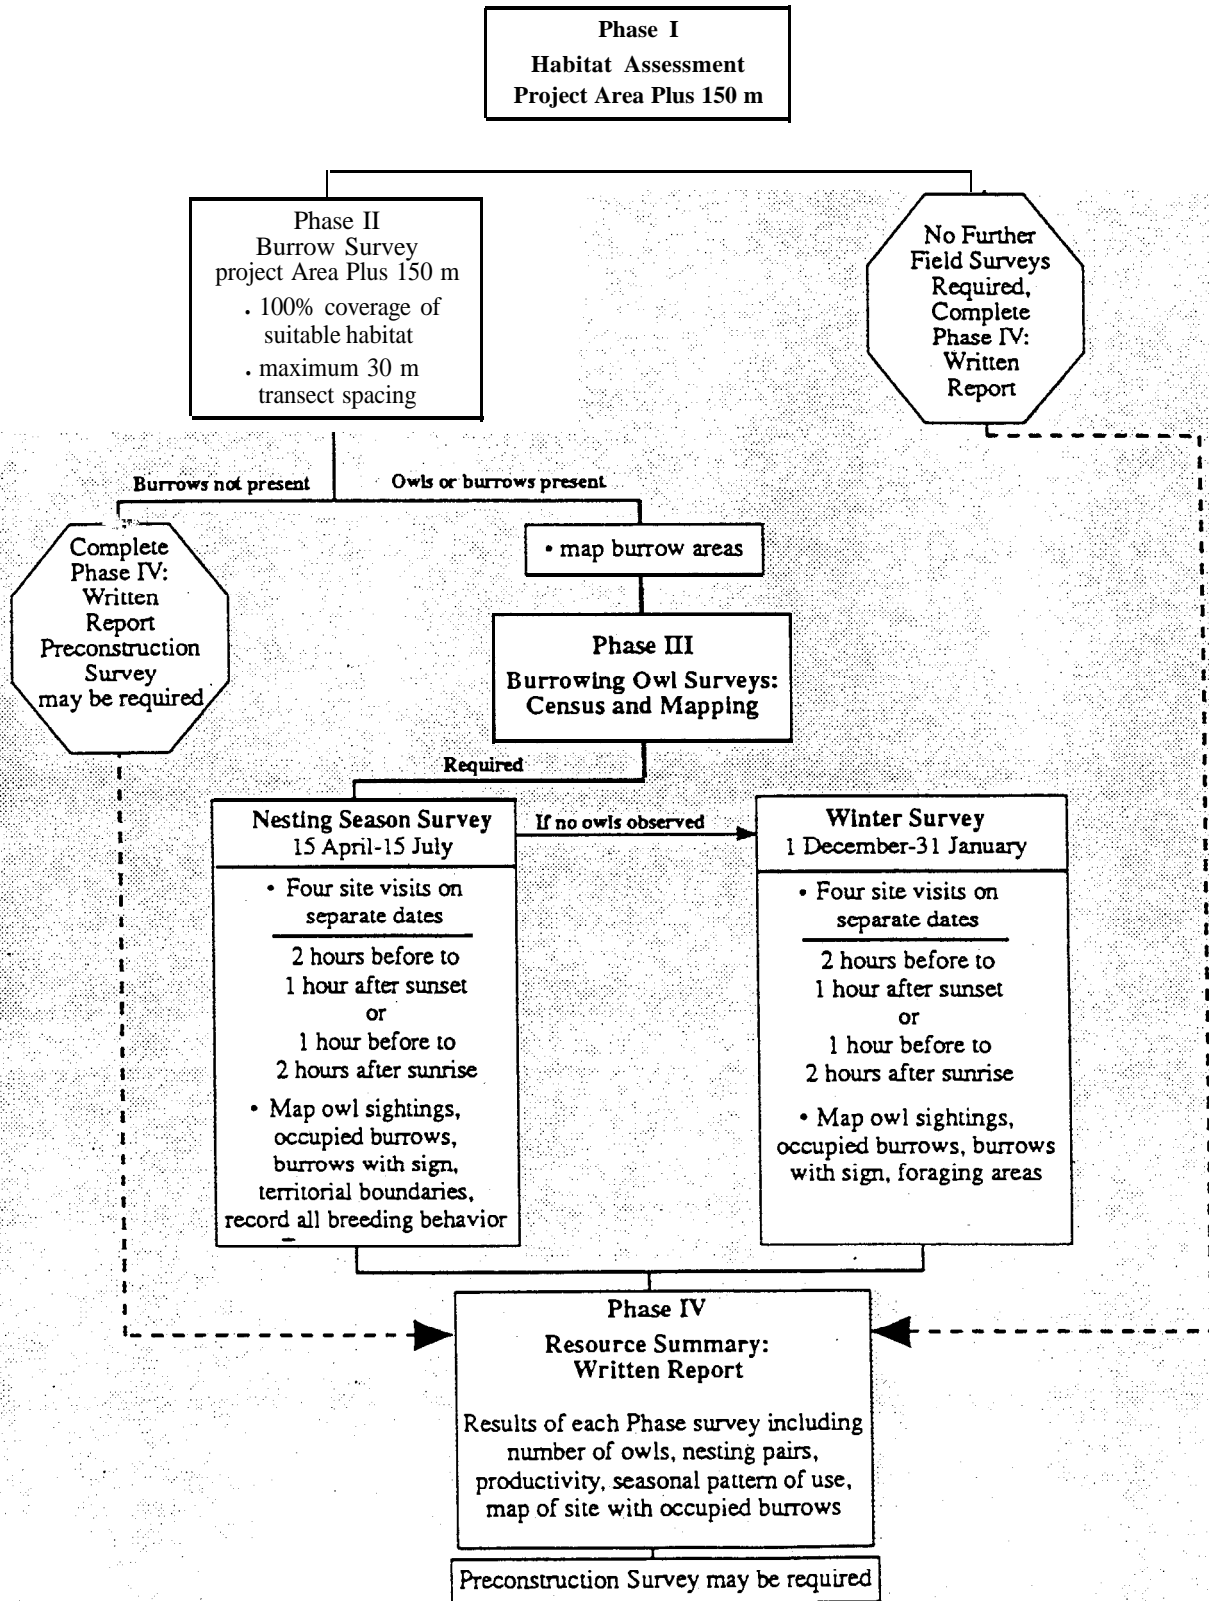 Phase I
Habitat Assessment
Project Area Plus 150 m
Phase II
Burrow Survey
project Area Plus 150 m
. 100% coverage of
suitable habitat
. maximum 30 m
transect spacing
No Further
Field Surveys
Required,
Complete
Phase IV:
Written
Report
Burrows not present
Owls or burrows present
Complete
Phase IV:
Written
Report
Preconstruction
Survey
may be required
• map burrow areas
Phase III
Burrowing Owl Surveys:
Census and Mapping
Required
Nesting Season Survey
15 April-15 July
• Four site visits on
separate dates
2 hours before to
1 hour after sunset
or
1 hour before to
2 hours after sunrise
• Map owl sightings,
occupied burrows,
burrows with sign,
territorial boundaries,
record all breeding behavior
If no owls observed
Winter Survey
1 December-31 January
• Four site visits on
separate dates
2 hours before to
1 hour after sunset
or
1 hour before to
2 hours after sunrise
• Map owl sightings,
occupied burrows, burrows
with sign, foraging areas
Phase IV
Resource Summary:
Written Report
Results of each Phase survey including
number of owls, nesting pairs,
productivity, seasonal pattern of use,
map of site with occupied burrows
Preconstruction Survey may be required